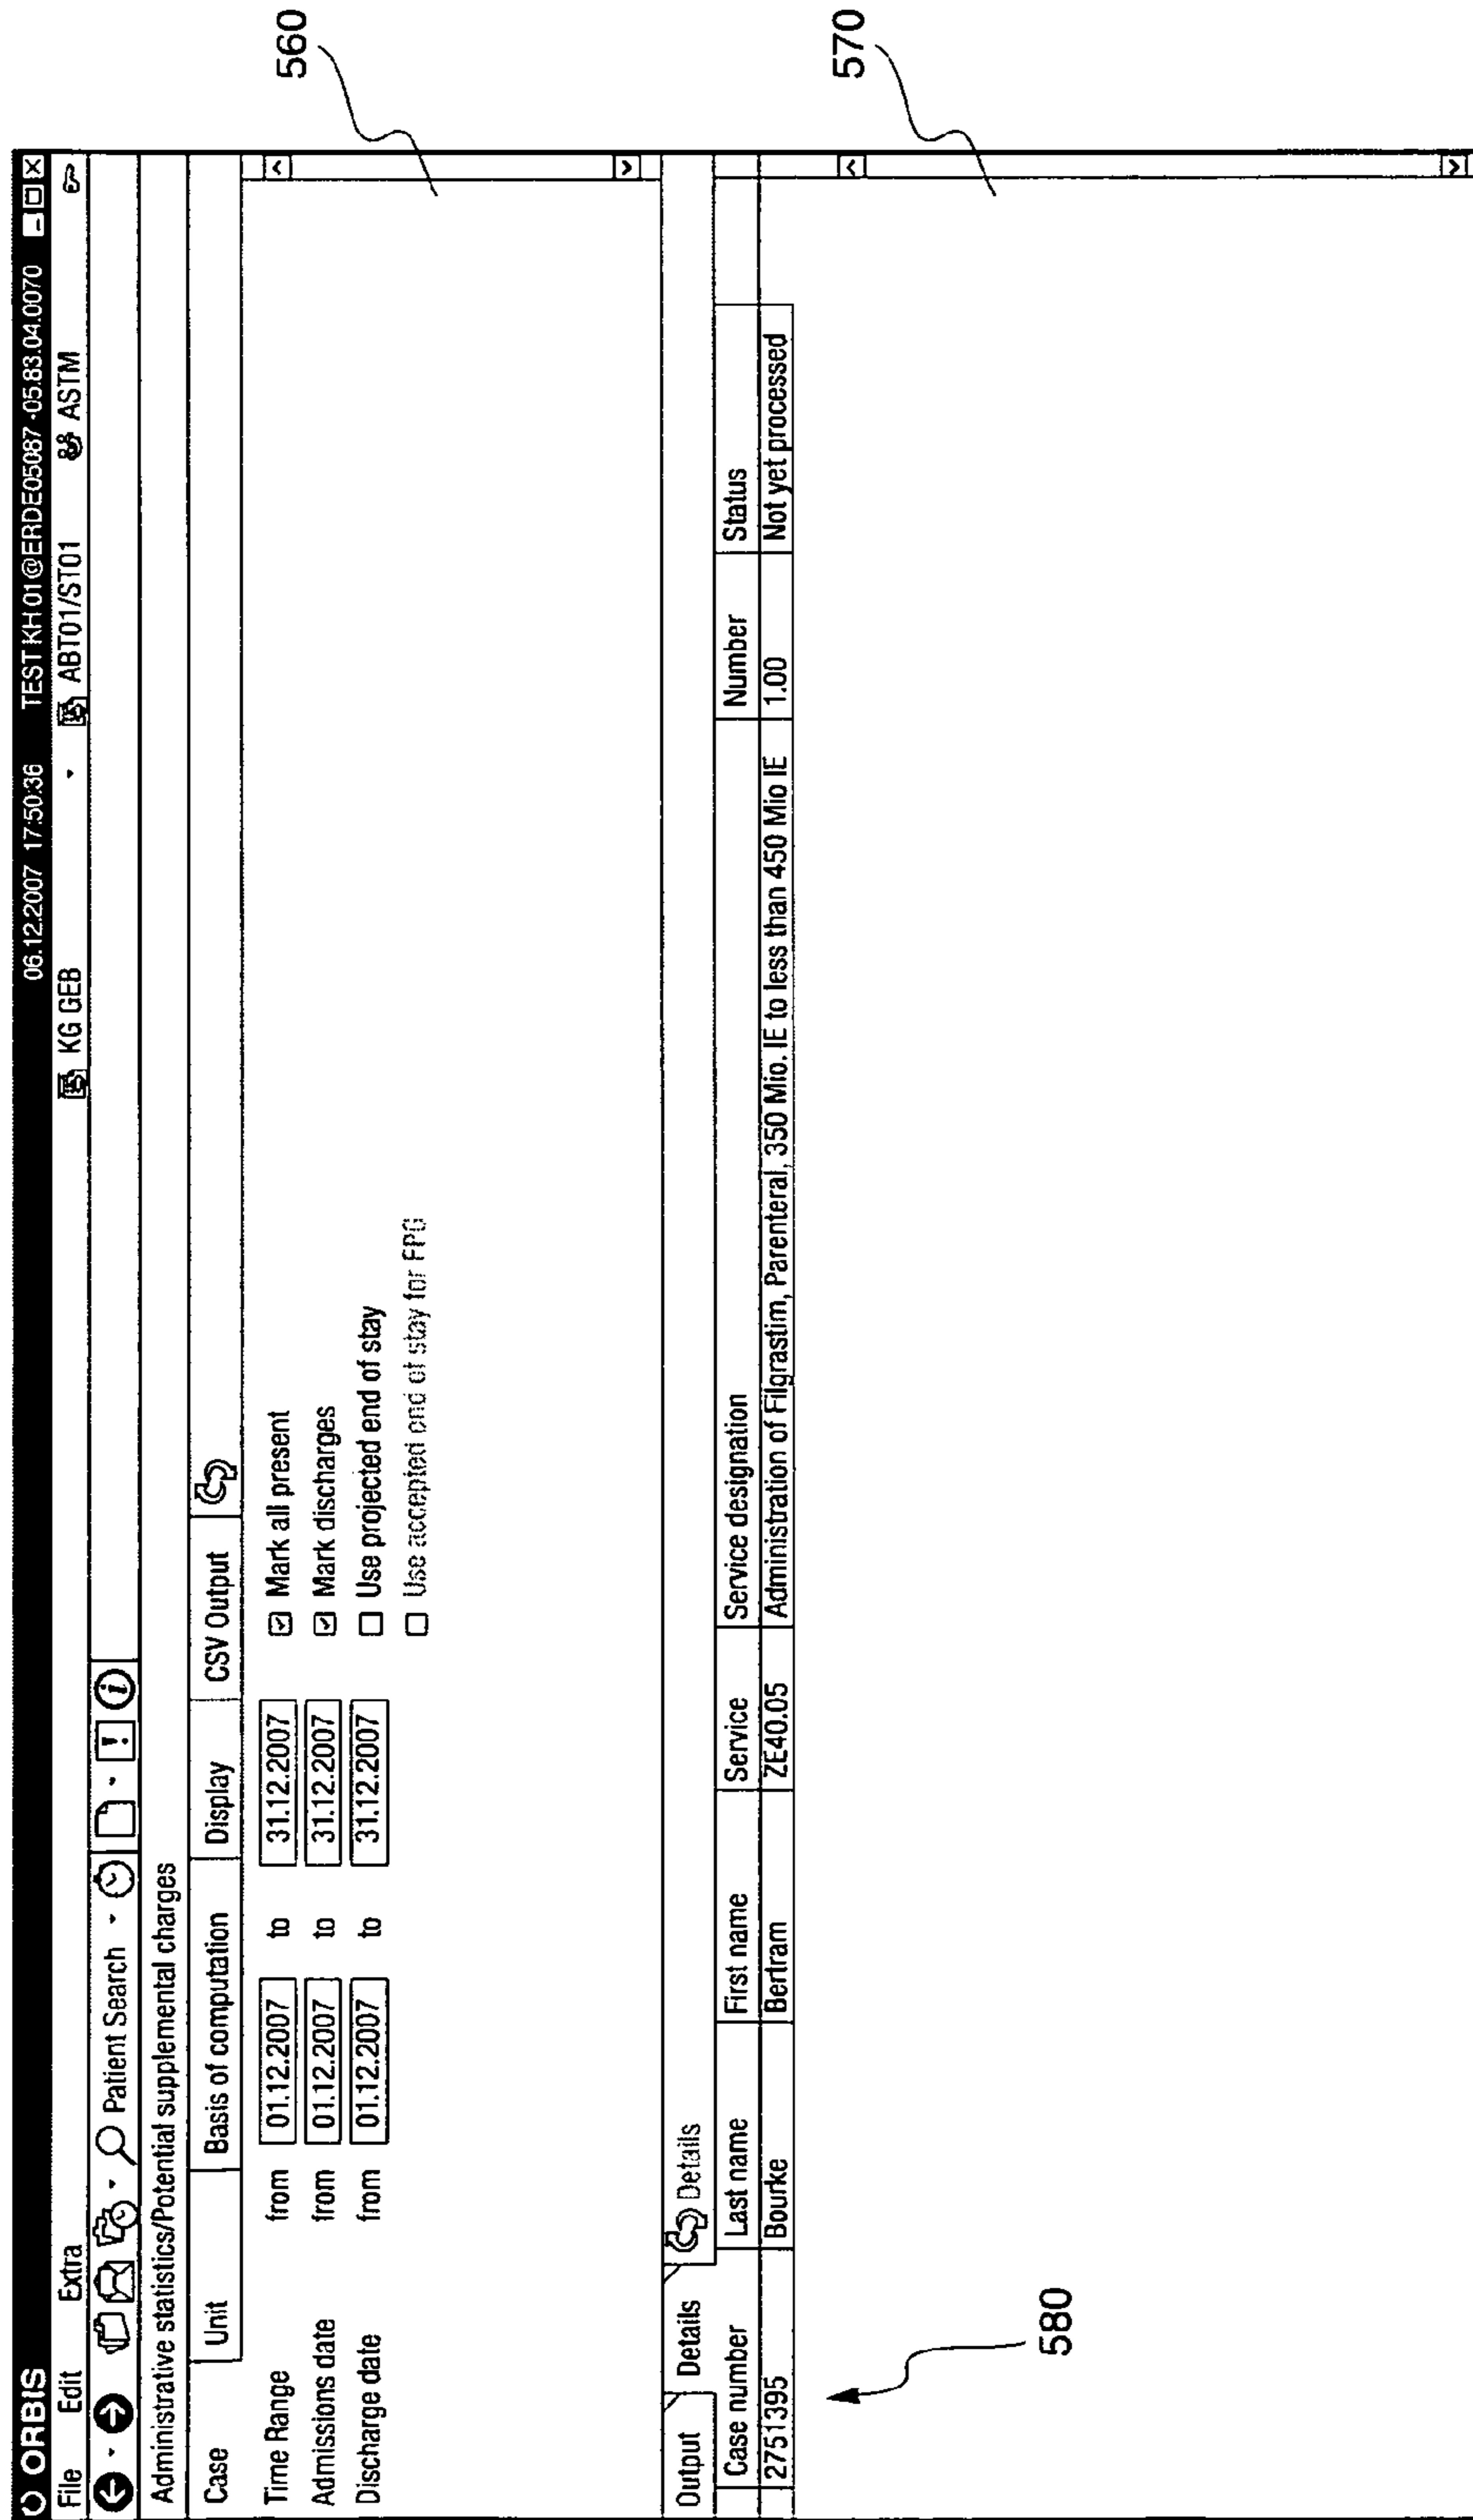 ORBIS 06.12.2007 17:50:36 TEST KH 01@ERDE05087 -05.83.04.0070
File Edit Extra KG GEB ABT01/ST01 ASTM
Patient Search
Administrative statistics/Potential supplemental charges
Case Unit Basis of computation Display CSV Output
Time Range from 01.12.2007 to 31.12.2007 Mark all present
Admissions date from 01.12.2007 to 31.12.2007 Mark discharges
Discharge date from 01.12.2007 to 31.12.2007 Use projected end of stay
Use accepted end of stay for FPG
560
Output Details Details
Case number Last name First name Service Service designation Number Status
2751395 Bourke Bertram ZE40.05 Administration of Filgrastim, Parenteral, 350 Mio. IE to less than 450 Mio IE 1.00 Not yet processed
570
580